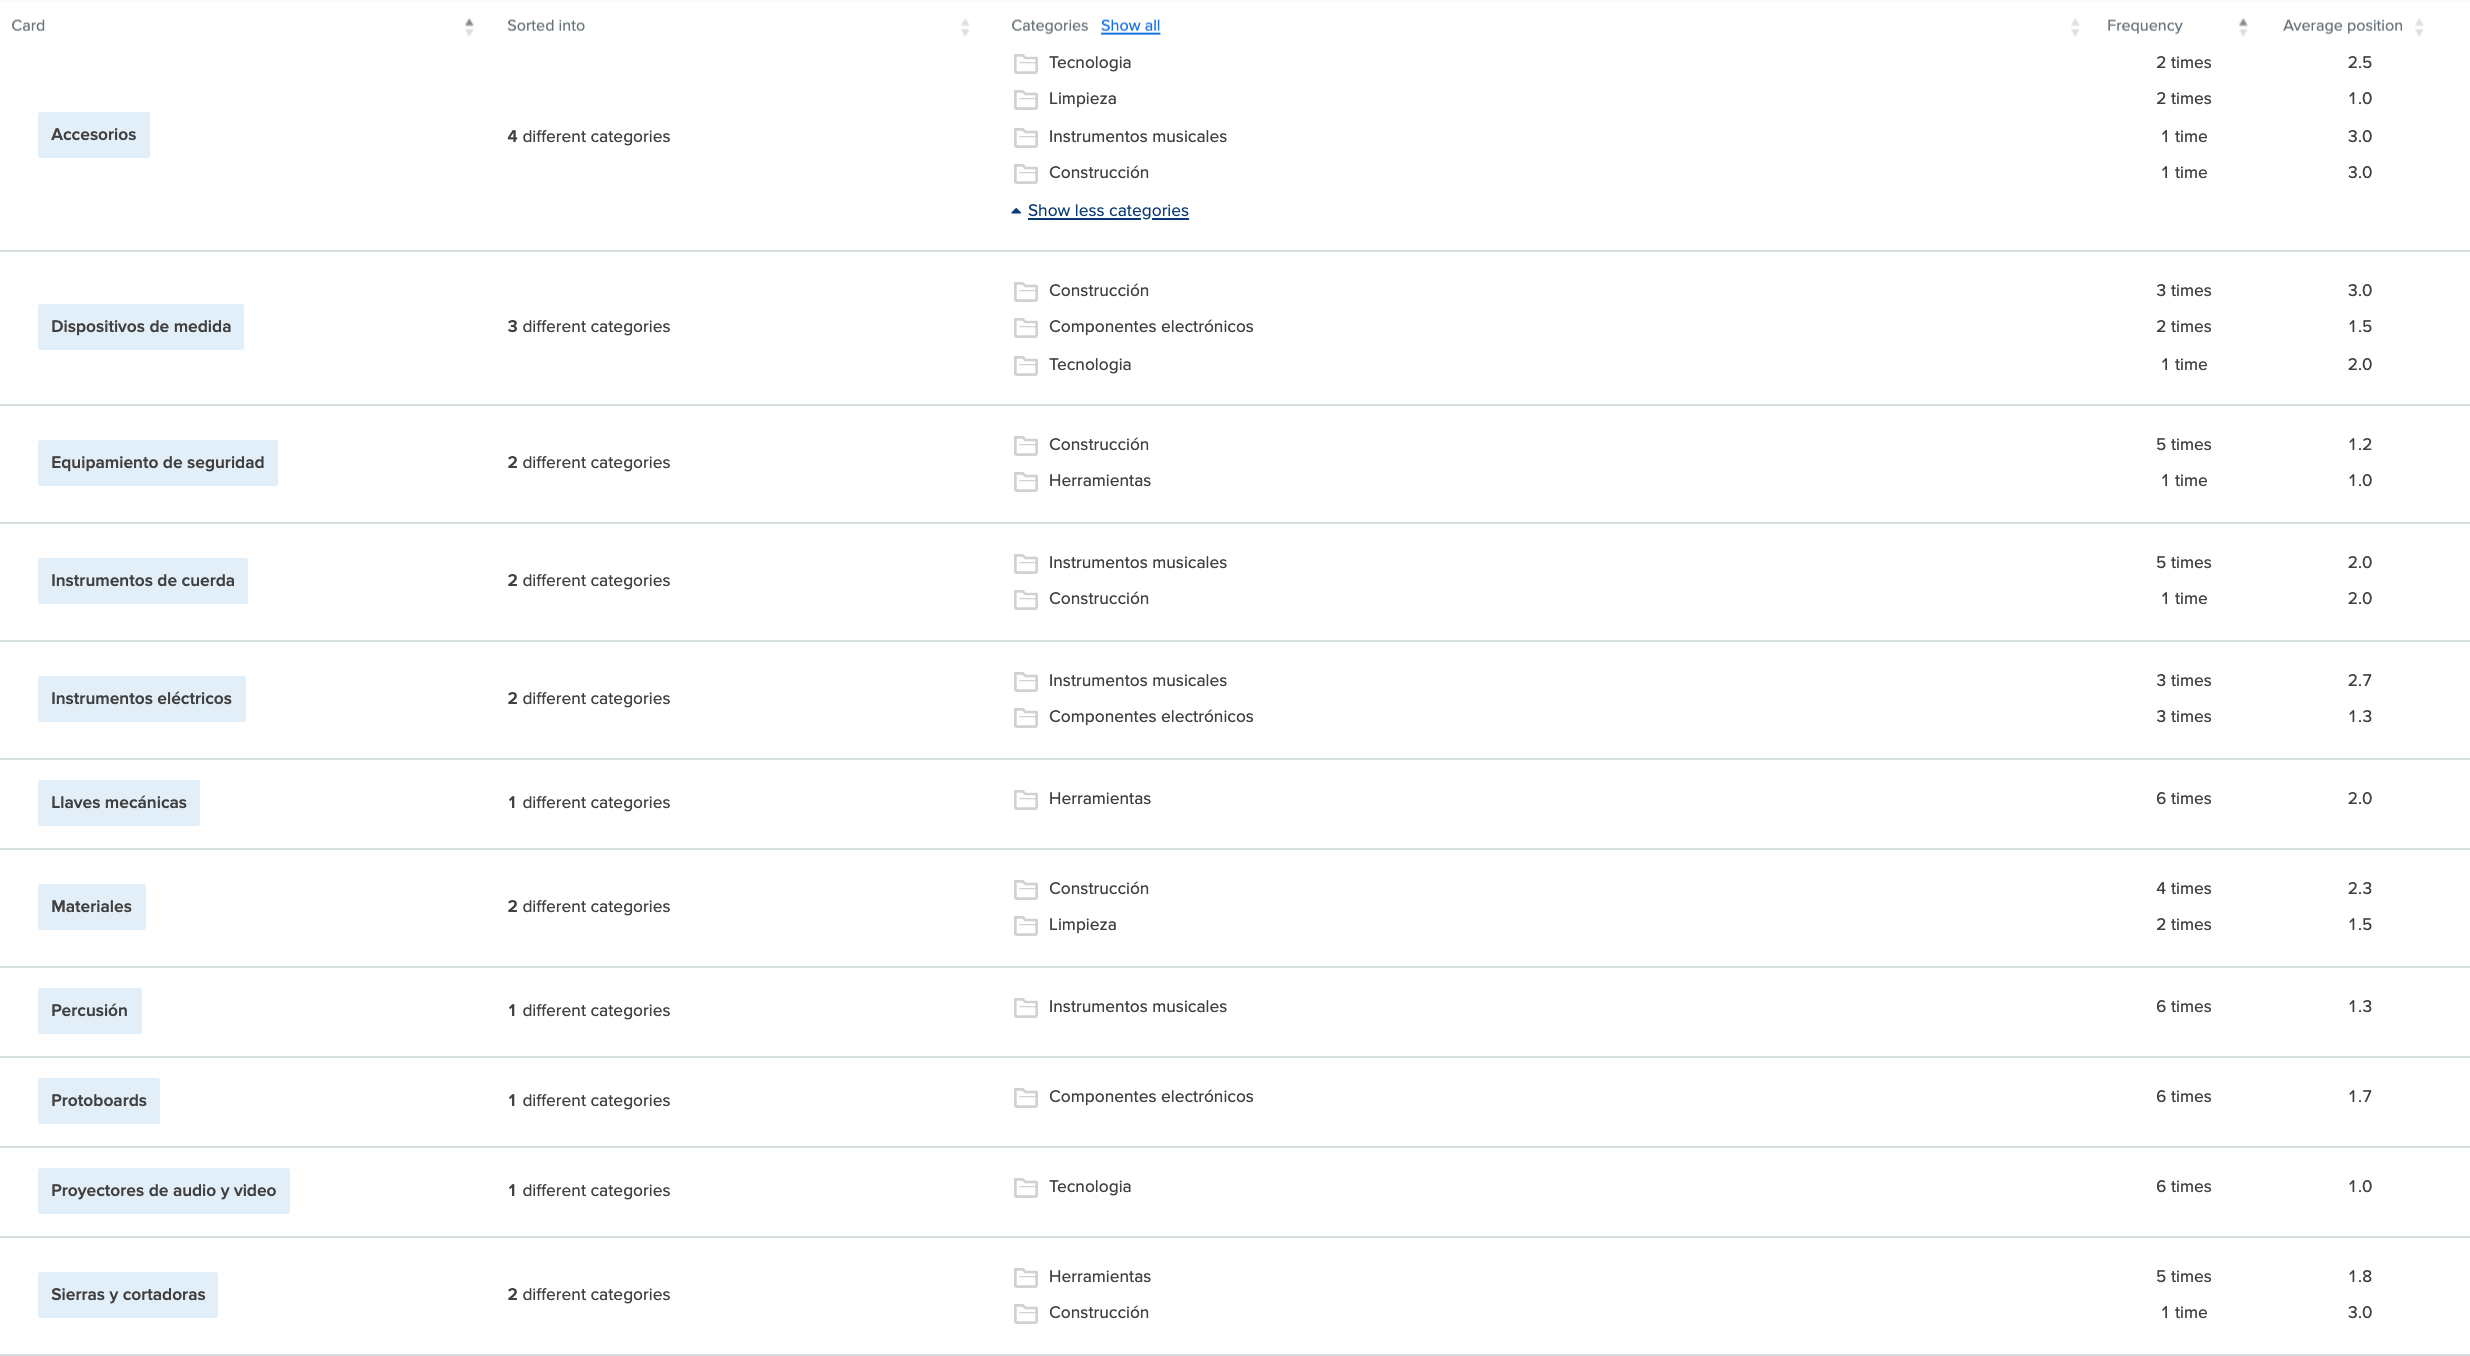 Card Sorted into Categories Show all Frequency Average position
Tecnologia 2 times 2.5
Limpieza 2 times 1.0
Accesorios 4 different categories Instrumentos musicales 1 time 3.0
Construcción 1 time 3.0
Show less categories
Construcción 3 times 3.0
Dispositivos de medida 3 different categories Componentes electrónicos 2 times 1.5
Tecnologia 1 time 2.0
Construcción 5 times 1.2
Equipamiento de seguridad 2 different categories
Herramientas 1 time 1.0
Instrumentos musicales 5 times 2.0
Instrumentos de cuerda 2 different categories
Construcción 1 time 2.0
Instrumentos musicales 3 times 2.7
Instrumentos eléctricos 2 different categories
Componentes electrónicos 3 times 1.3
Llaves mecánicas 1 different categories Herramientas 6 times 2.0
Construcción 4 times 2.3
Materiales 2 different categories
Limpieza 2 times 1.5
Percusión 1 different categories Instrumentos musicales 6 times 1.3
Protoboards 1 different categories Componentes electrónicos 6 times 1.7
Proyectores de audio y video 1 different categories Tecnologia 6 times 1.0
Herramientas 5 times 1.8
Sierras y cortadoras 2 different categories
Construcción 1 time 3.0